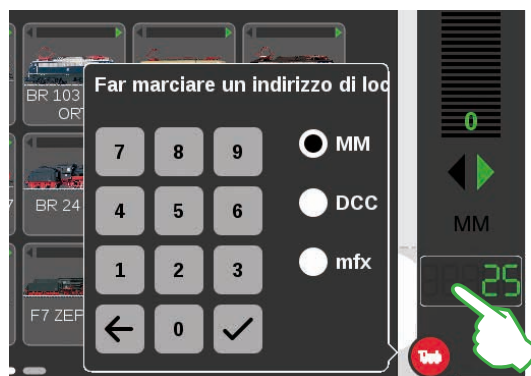 Far marciare un indirizzo di loc
BR 103
ORT
BR 24
F7 ZEP
7 8 9
4 5 6
1 2 3
0
MM
DCC
mfx
0
MM
25